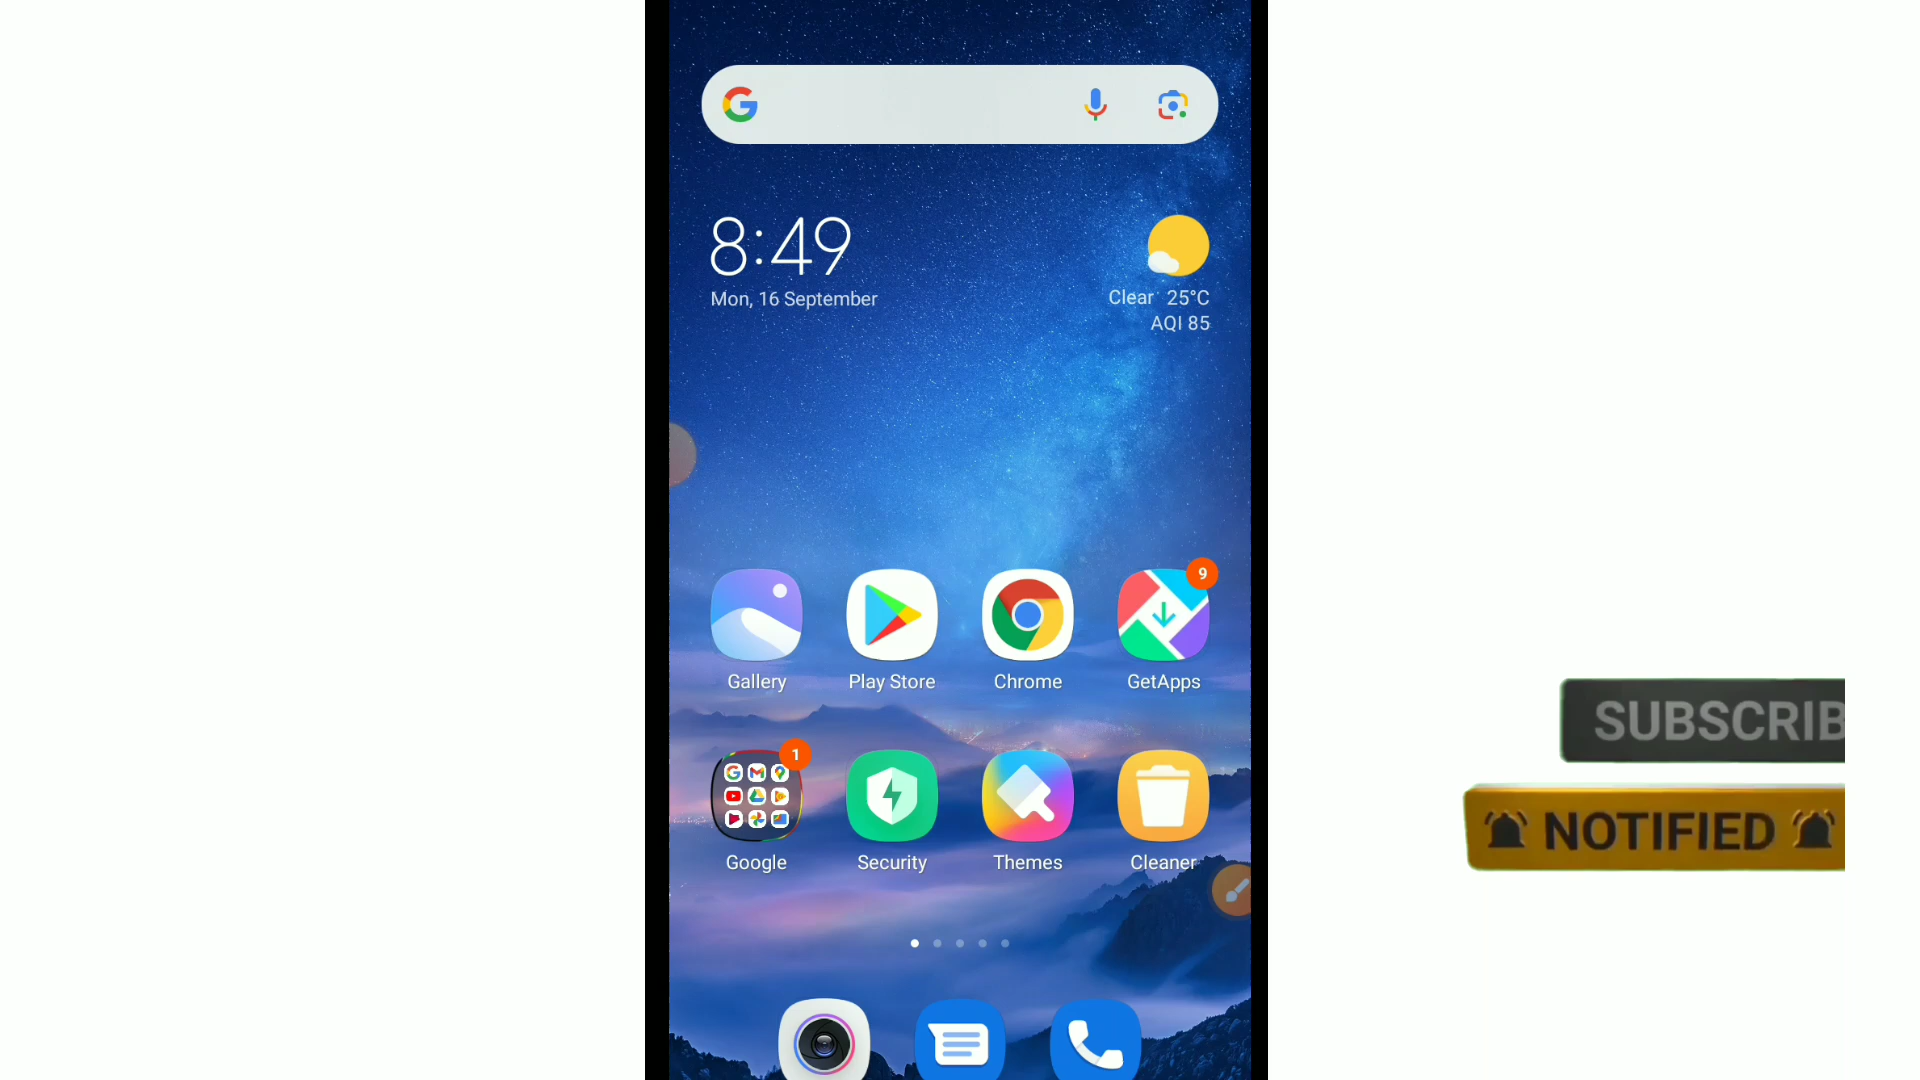 8:49
Mon, 16 September
Clear 25°C
AQI 85
9
Gallery
Play Store
Chrome
GetApps
1
Google
Security
Themes
Cleaner
SUBSCRIB
NOTIFIED